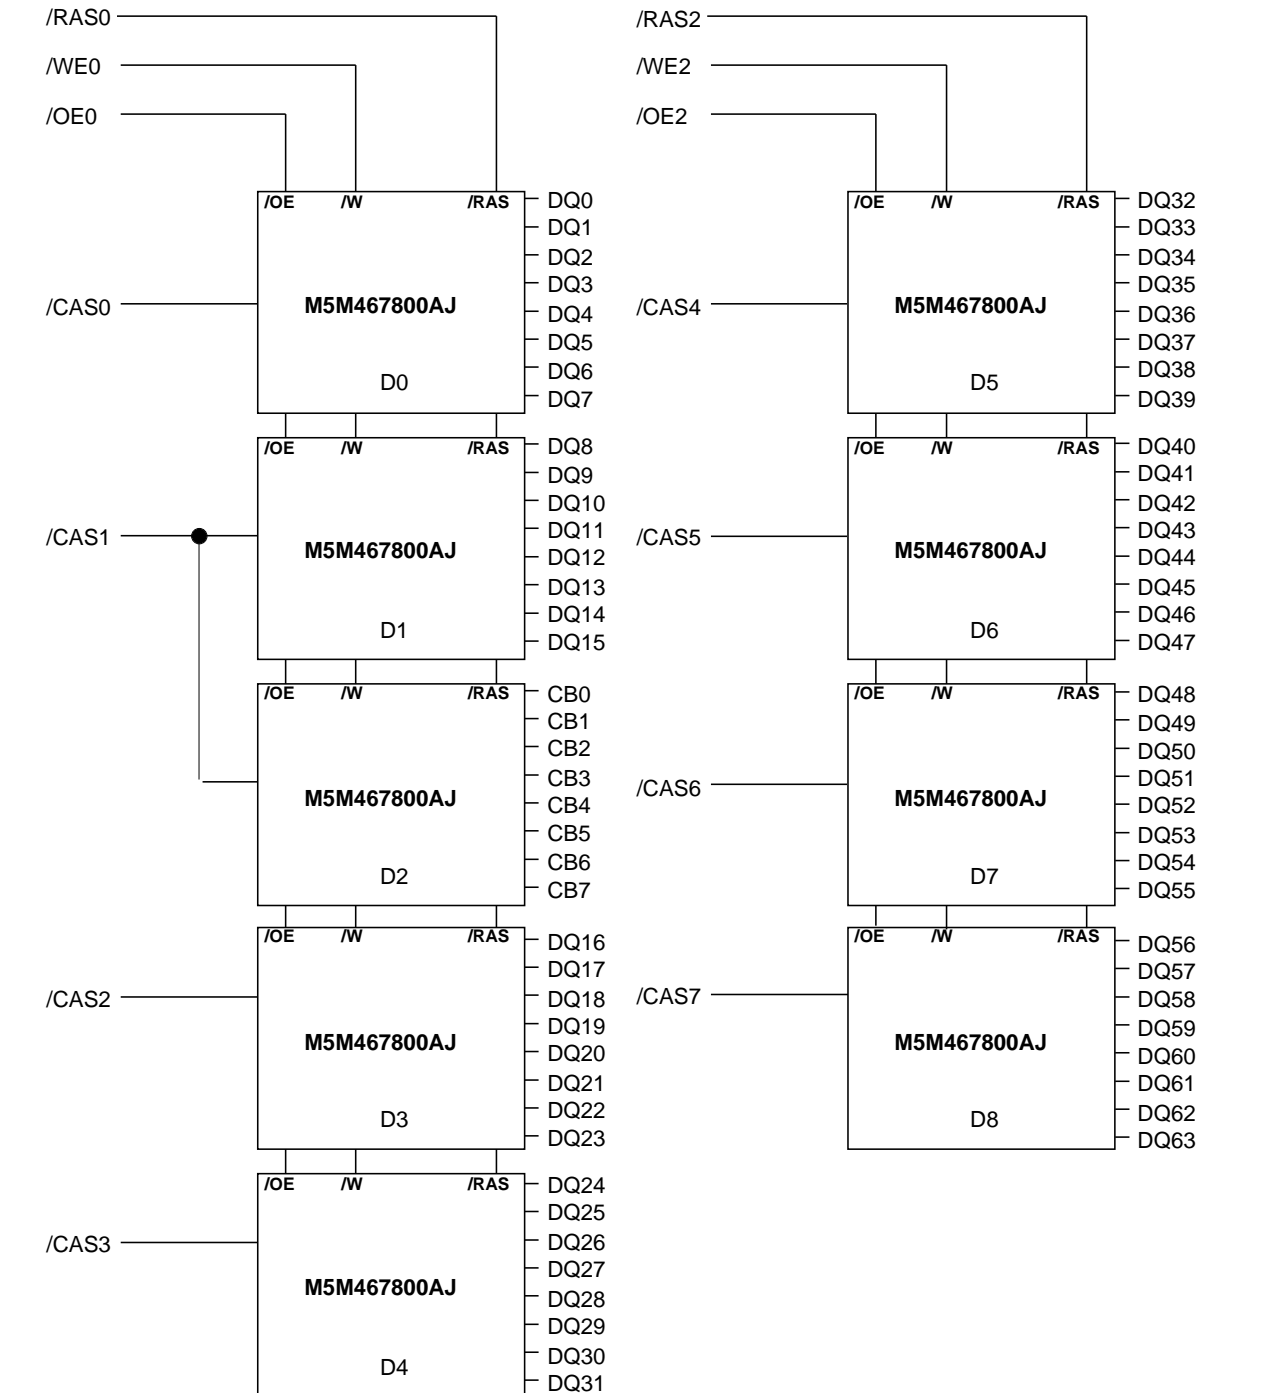 /RAS0
/WE0
/OE0
/OE /W /RAS
/CAS0
M5M467800AJ
D0
DQ0
DQ1
DQ2
DQ3
DQ4
DQ5
DQ6
DQ7
/OE /W /RAS
/CAS1
M5M467800AJ
D1
DQ8
DQ9
DQ10
DQ11
DQ12
DQ13
DQ14
DQ15
/OE /W /RAS
M5M467800AJ
D2
CB0
CB1
CB2
CB3
CB4
CB5
CB6
CB7
/OE /W /RAS
/CAS2
M5M467800AJ
D3
DQ16
DQ17
DQ18
DQ19
DQ20
DQ21
DQ22
DQ23
/OE /W /RAS
/CAS3
M5M467800AJ
D4
DQ24
DQ25
DQ26
DQ27
DQ28
DQ29
DQ30
DQ31
/RAS2
/WE2
/OE2
/OE /W /RAS
/CAS4
M5M467800AJ
D5
DQ32
DQ33
DQ34
DQ35
DQ36
DQ37
DQ38
DQ39
/OE /W /RAS
/CAS5
M5M467800AJ
D6
DQ40
DQ41
DQ42
DQ43
DQ44
DQ45
DQ46
DQ47
/OE /W /RAS
/CAS6
M5M467800AJ
D7
DQ48
DQ49
DQ50
DQ51
DQ52
DQ53
DQ54
DQ55
/OE /W /RAS
/CAS7
M5M467800AJ
D8
DQ56
DQ57
DQ58
DQ59
DQ60
DQ61
DQ62
DQ63